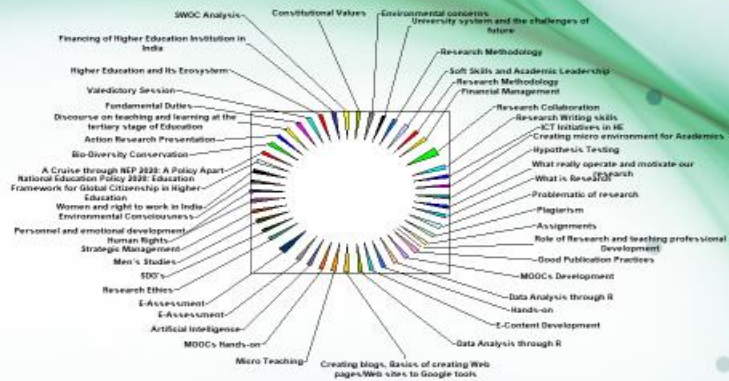 SWOC Analysis
Constitutional Values
Environmental concerns
University system and the challenges of
future
Research Methodology
Soft Skills and Academic Leadership
Research Methodology
Financial Management
Research Collaboration
Research Writing skills
ICT Initiatives in HE
Creating micro environment for Academics
Hypothesis Testing
What really operate and motivate our
research
What is Research
Problematic of research
Plagiarism
Assignments
Role of Research and teaching professional
Development
Good Publication Practices
MOOCs Development
Data Analysis through R
Hands-on
E-Content Development
Data Analysis through R
Creating blogs, Basics of creating Web
pages/Web sites to Google tools
Micro Teaching
MOOCs Hands-on
Artificial Intelligence
E-Assessment
E-Assessment
Research Ethics
SDG's
Men's Studies
Strategic Management
Human Rights
Personnel and emotional development
Environmental Consciousness
Women and right to work in India
Framework for Global Citizenship in Higher
Education
National Education Policy 2020: Education
A Cruise through NEP 2020: A Policy Apart
Bio-Diversity Conservation
Action Research Presentation
Discourse on teaching and learning at the
tertiary stage of Education
Fundamental Duties
Valedictory Session
Higher Education and Its Ecosystem
Financing of Higher Education Institution in
India